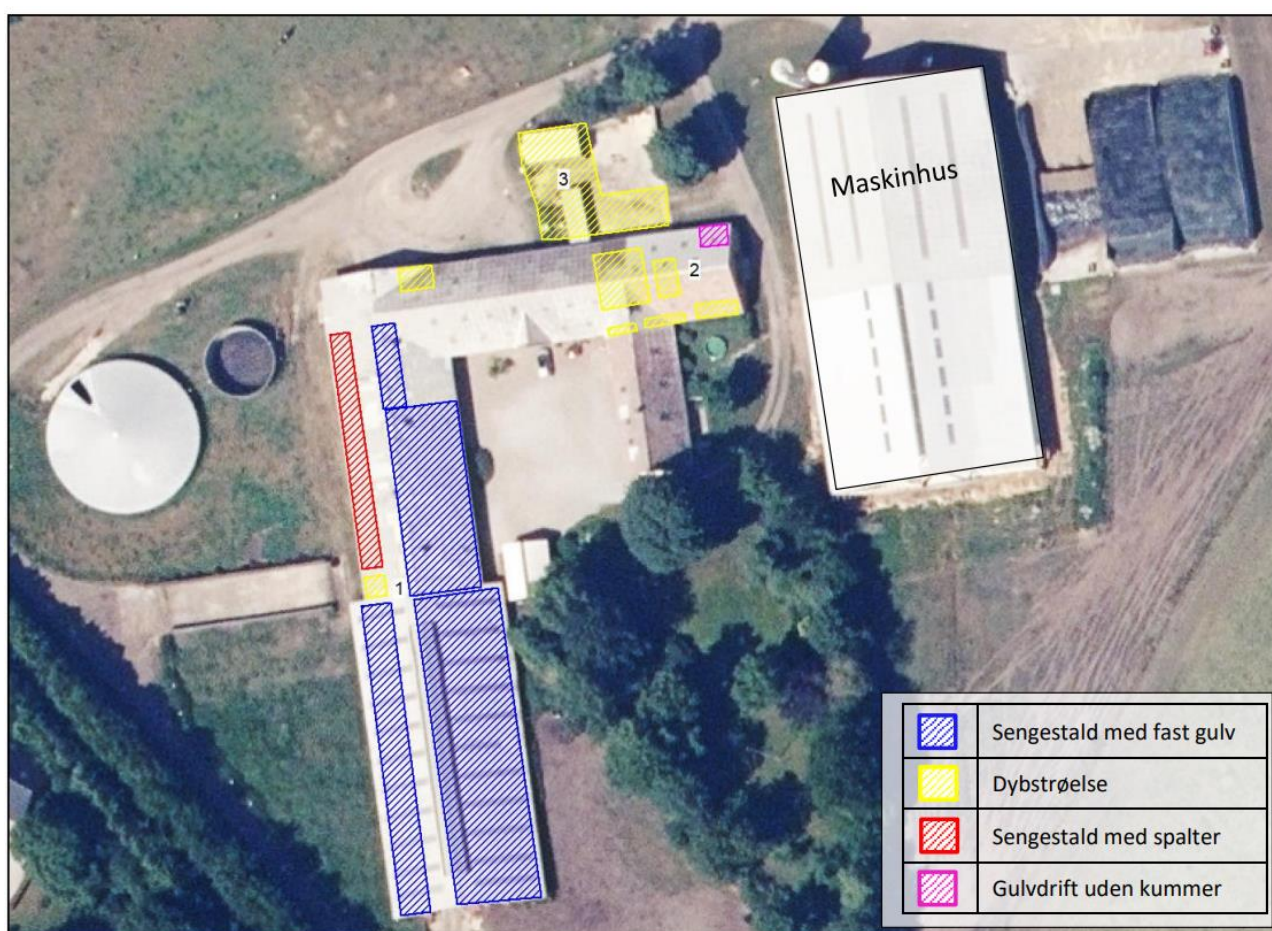 Maskinhus
3
2
1
Sengestald med fast gulv
Dybstrøelse
Sengestald med spalter
Gulvdrift uden kummer